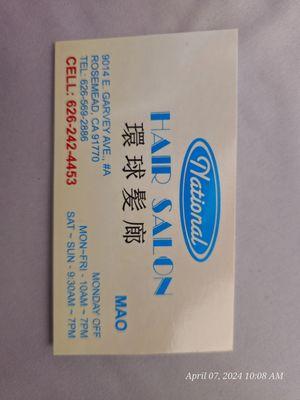 National
HAIR SALON
環球髮廊
MAO
9014 E. GARVEY AVE., #A
ROSEMEAD, CA 91770
TEL: 626-569-2886
CELL: 626-242-4453
MONDAY OFF
MON~FRI - 10AM ~ 7PM
SAT ~ SUN - 9:30AM ~ 7PM
April 07, 2024 10:08 AM